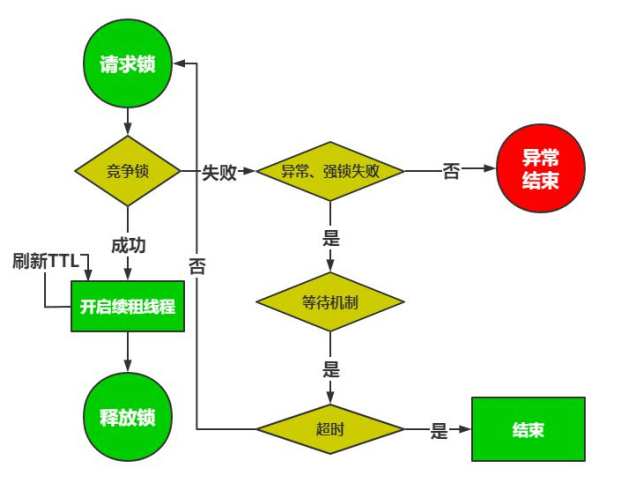 请求锁
竞争锁
失败
异常、强锁失败
否
异常
结束
成功
是
刷新TTL
否
开启续租线程
等待机制
是
释放锁
超时
是
结束